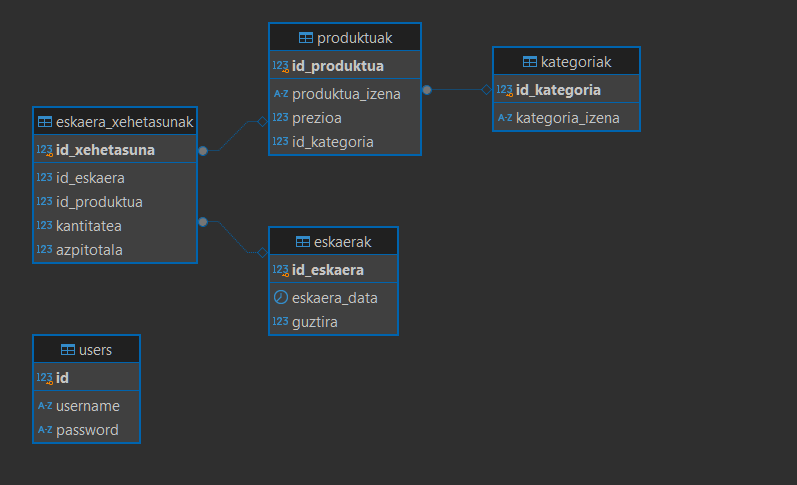 produktuak
123 id_produktua
A-Z produktua_izena
123 prezioa
123 id_kategoria
kategoriak
123 id_kategoria
A-Z kategoria_izena
eskaera_xehetasunak
123 id_xehetasuna
123 id_eskaera
123 id_produktua
123 kantitatea
123 azpitotala
eskaerak
123 id_eskaera
eskaera_data
123 guztira
users
123 id
A-Z username
A-Z password